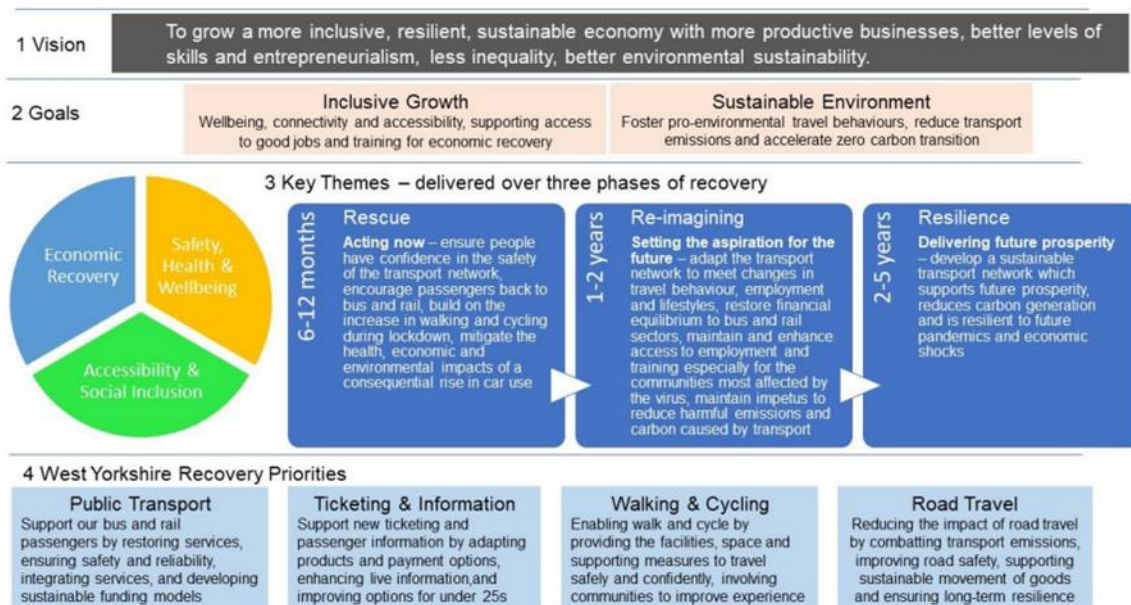 1 Vision
To grow a more inclusive, resilient, sustainable economy with more productive businesses, better levels of
skills and entrepreneurialism, less inequality, better environmental sustainability.
2 Goals
Inclusive Growth
Wellbeing, connectivity and accessibility, supporting access
to good jobs and training for economic recovery
Sustainable Environment
Foster pro-environmental travel behaviours, reduce transport
emissions and accelerate zero carbon transition
3 Key Themes – delivered over three phases of recovery
Economic
Recovery
Safety,
Health &
Wellbeing
Accessibility &
Social Inclusion
6-12 months
Rescue
Acting now – ensure people
have confidence in the safety
of the transport network,
encourage passengers back to
bus and rail, build on the
increase in walking and cycling
during lockdown, mitigate the
health, economic and
environmental impacts of a
consequential rise in car use
1-2 years
Re-imagining
Setting the aspiration for the
future – adapt the transport
network to meet changes in
travel behaviour, employment
and lifestyles, restore financial
equilibrium to bus and rail
sectors, maintain and enhance
access to employment and
training especially for the
communities most affected by
the virus, maintain impetus to
reduce harmful emissions and
carbon caused by transport
2-5 years
Resilience
Delivering future prosperity
– develop a sustainable
transport network which
supports future prosperity,
reduces carbon generation
and is resilient to future
pandemics and economic
shocks
4 West Yorkshire Recovery Priorities
Public Transport
Support our bus and rail
passengers by restoring services,
ensuring safety and reliability,
integrating services, and developing
sustainable funding models
Ticketing & Information
Support new ticketing and
passenger information by adapting
products and payment options,
enhancing live information,and
improving options for under 25s
Walking & Cycling
Enabling walk and cycle by
providing the facilities, space and
supporting measures to travel
safely and confidently, involving
communities to improve experience
Road Travel
Reducing the impact of road travel
by combatting transport emissions,
improving road safety, supporting
sustainable movement of goods
and ensuring long-term resilience